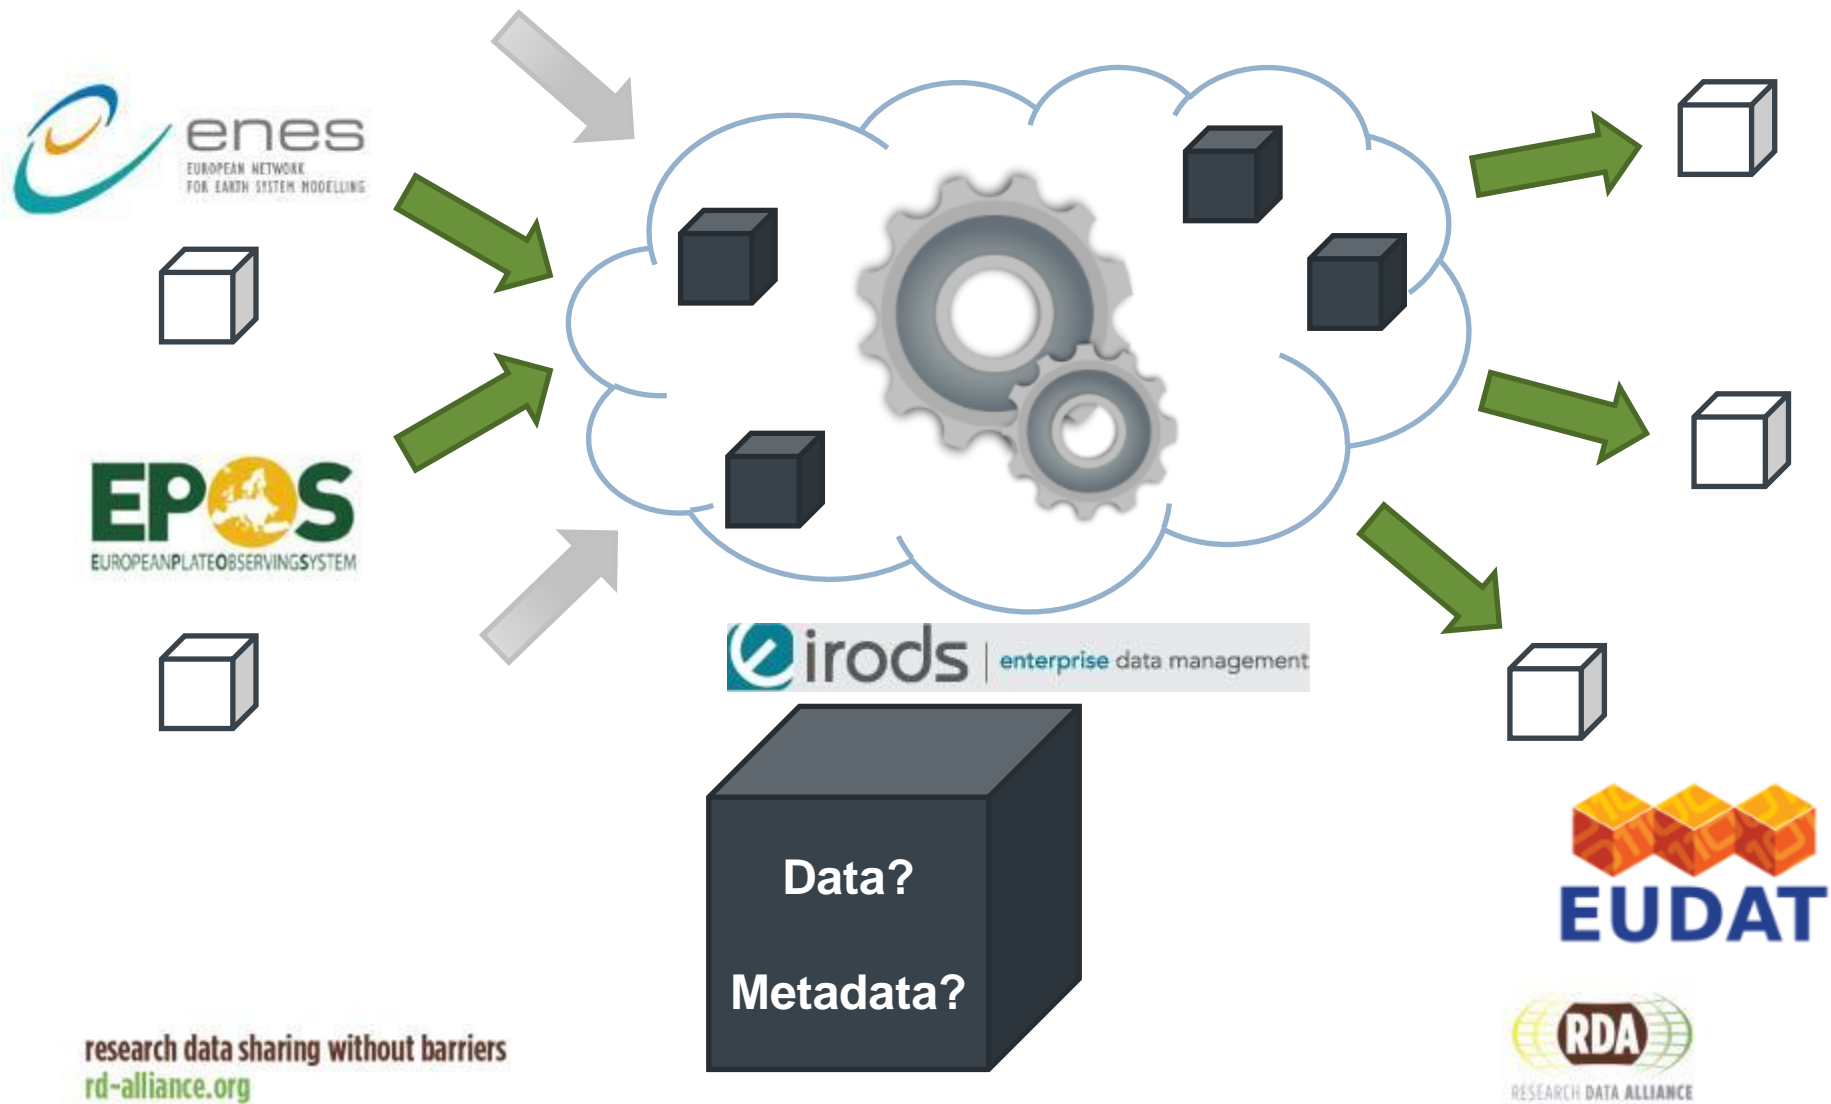 enes
EUROPEAN NETWORK
FOR EARTH SYSTEM MODELLING
EPOS
EUROPEANPLATEOBSERVINGSYSTEM
e irods | enterprise data management
Data?
Metadata?
EUDAT
RDA
RESEARCH DATA ALLIANCE
research data sharing without barriers
rd-alliance.org